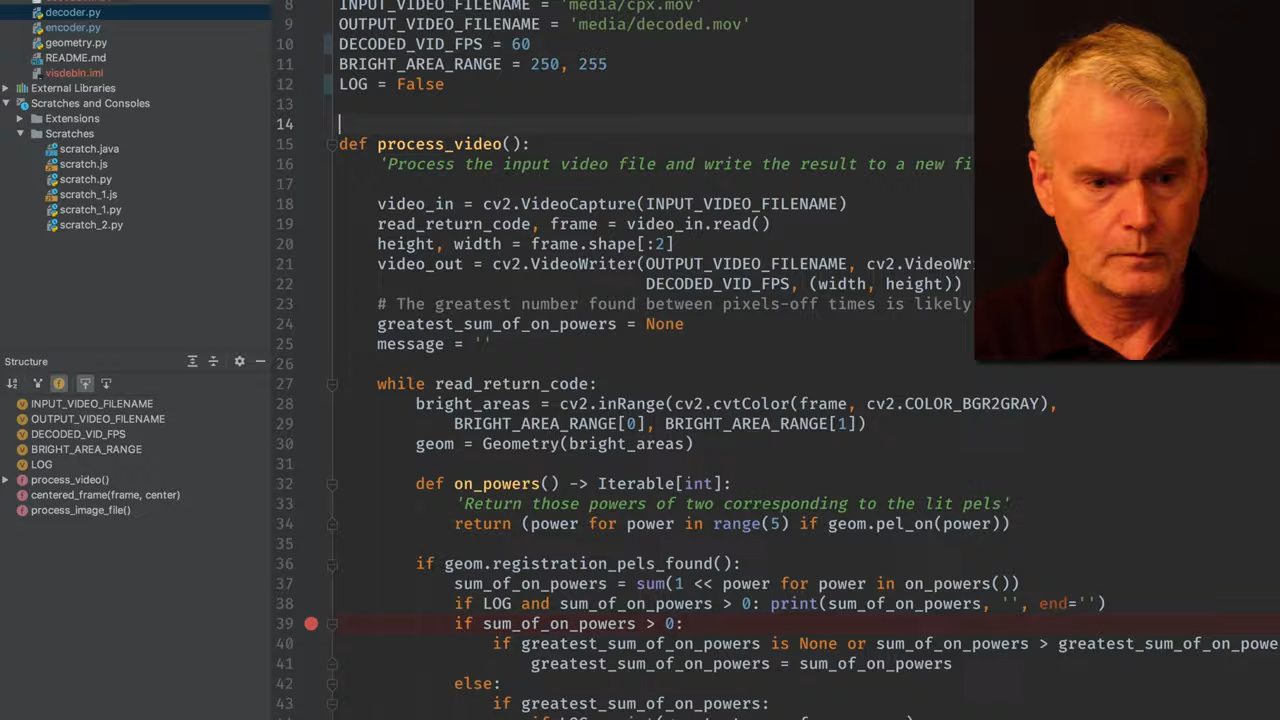 decoder.py
encoder.py
geometry.py
README.md
visdebin.iml
External Libraries
Scratches and Consoles
Extensions
Scratches
scratch.java
scratch.js
scratch.py
scratch_1.js
scratch_1.py
scratch_2.py
Structure
INPUT_VIDEO_FILENAME
OUTPUT_VIDEO_FILENAME
DECODED_VID_FPS
BRIGHT_AREA_RANGE
LOG
process_video()
centered_frame(frame, center)
process_image_file()
8 INPUT_VIDEO_FILENAME = 'media/cpx.mov'
9 OUTPUT_VIDEO_FILENAME = 'media/decoded.mov'
10 DECODED_VID_FPS = 60
11 BRIGHT_AREA_RANGE = 250, 255
12 LOG = False
13
14
15 def process_video():
16 'Process the input video file and write the result to a new fi
17
18 video_in = cv2.VideoCapture(INPUT_VIDEO_FILENAME)
19 read_return_code, frame = video_in.read()
20 height, width = frame.shape[:2]
21 video_out = cv2.VideoWriter(OUTPUT_VIDEO_FILENAME, cv2.VideoWr
22 DECODED_VID_FPS, (width, height))
23 # The greatest number found between pixels-off times is likely
24 greatest_sum_of_on_powers = None
25 message = ''
26
27 while read_return_code:
28 bright_areas = cv2.inRange(cv2.cvtColor(frame, cv2.COLOR_BGR2GRAY),
29 BRIGHT_AREA_RANGE[0], BRIGHT_AREA_RANGE[1])
30 geom = Geometry(bright_areas)
31
32 def on_powers() -> Iterable[int]:
33 'Return those powers of two corresponding to the lit pels'
34 return (power for power in range(5) if geom.pel_on(power))
35
36 if geom.registration_pels_found():
37 sum_of_on_powers = sum(1 << power for power in on_powers())
38 if LOG and sum_of_on_powers > 0: print(sum_of_on_powers, '', end='')
39 if sum_of_on_powers > 0:
40 if greatest_sum_of_on_powers is None or sum_of_on_powers > greatest_sum_of_on_powe
41 greatest_sum_of_on_powers = sum_of_on_powers
42 else:
43 if greatest_sum_of_on_powers: